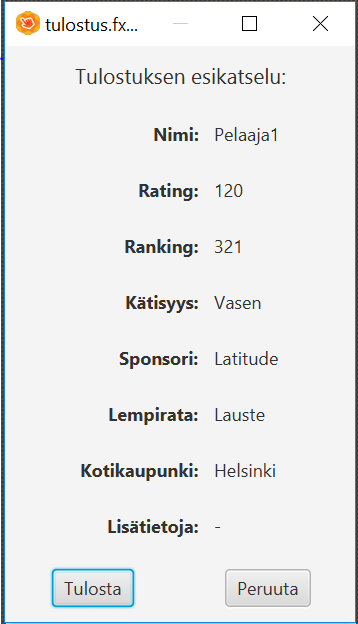 tulostus.fx...
Tulostuksen esikatselu:
Nimi: Pelaaja1
Rating: 120
Ranking: 321
Kätisyys: Vasen
Sponsori: Latitude
Lempirata: Lauste
Kotikaupunki: Helsinki
Lisätietoja: -
Tulosta Peruuta